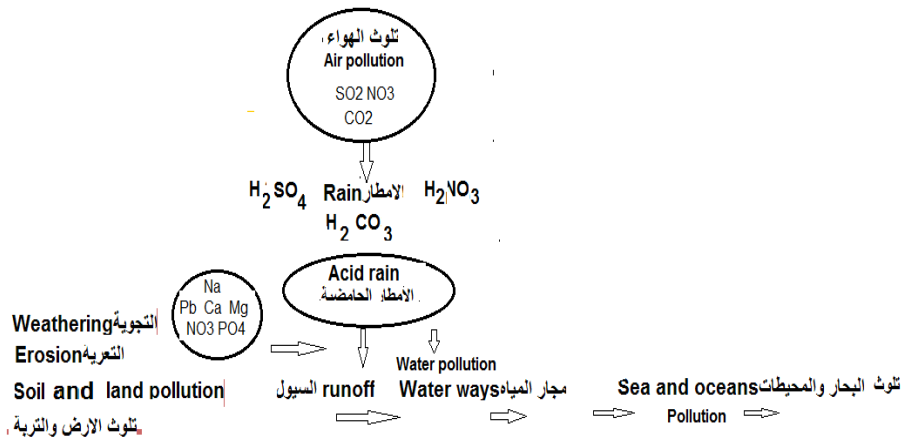 تلوث الهواء
Air pollution
SO2 NO3
CO2
H2SO4 Rain الامطار H2NO3
H2 CO3
Acid rain
الأمطار الحامضية
Na
Pb Ca Mg
NO3 PO4
Weathering التجوية
Erosion التعرية
Soil and land pollution
تلوث الارض والتربة
السيول runoff
Water pollution
Water ways مجار المياه
Sea and oceans تلوث البحار والمحيطات
Pollution